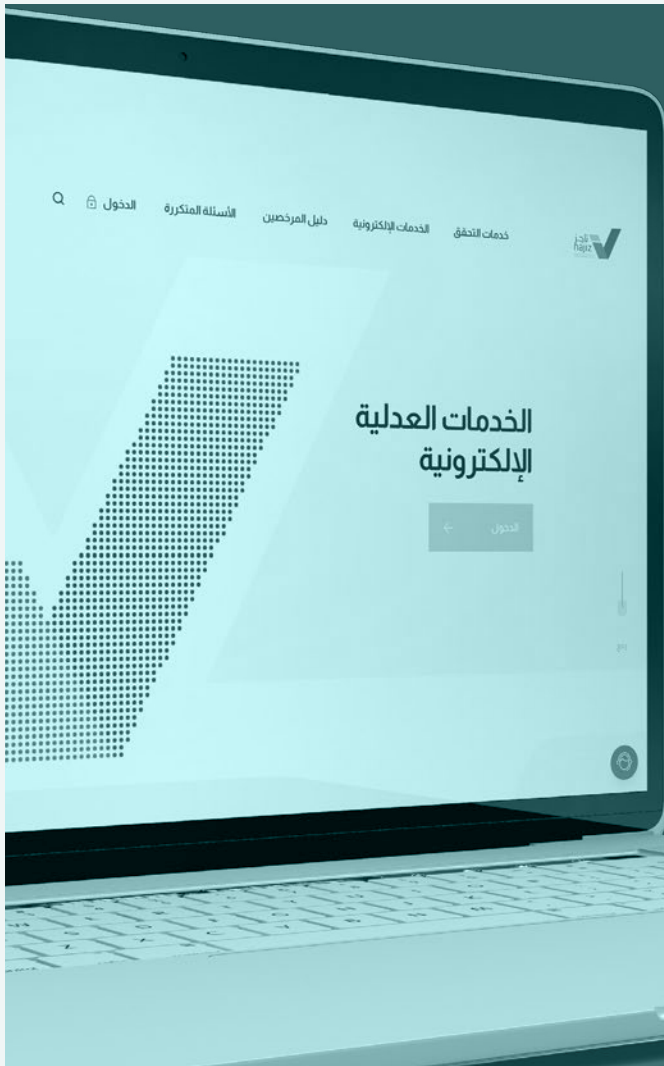 ناجز
najiz
خدمات التحقق
الخدمات الإلكترونية
دليل المرخصين
الأسئلة المتكررة
الدخول
الخدمات العدلية
الإلكترونية
الدخول